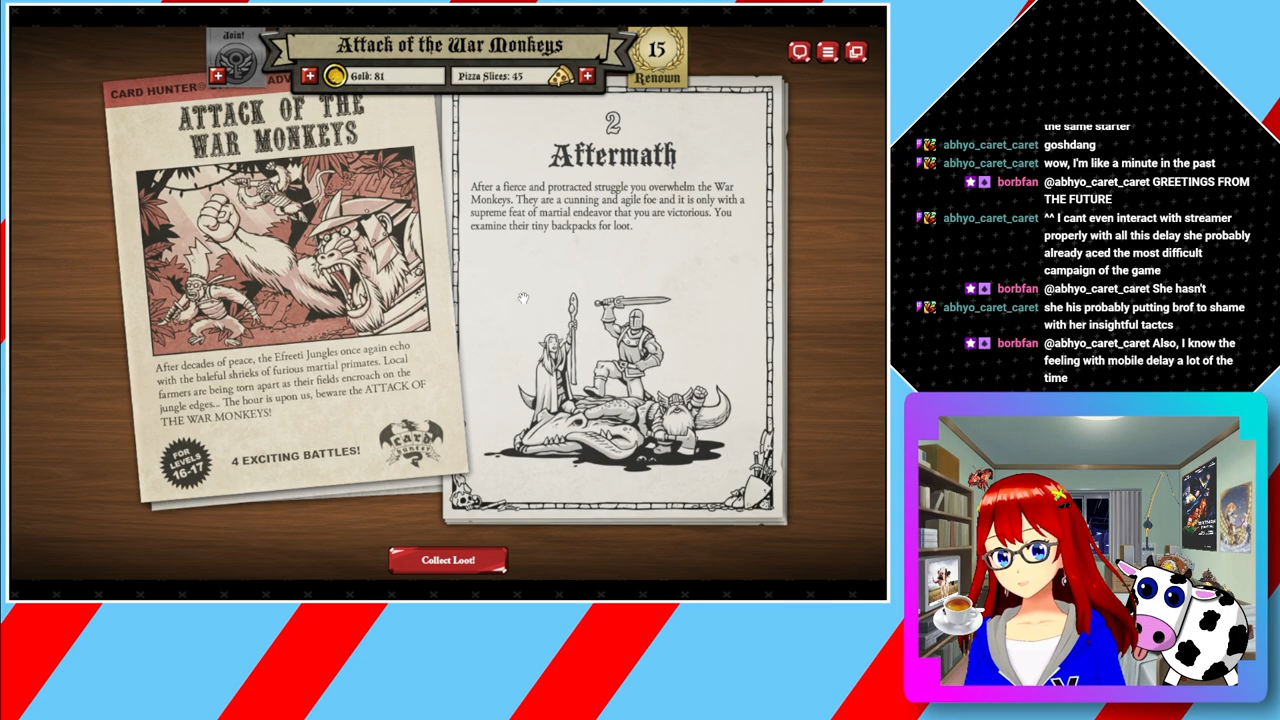 Join!
Attack of the War Monkeys
15
Renown
Gold: 81
Pizza Slices: 45
CARD HUNTER®
ADV
ATTACK OF THE
WAR MONKEYS
After decades of peace, the Efreeti Jungles once again echo
with the baleful shrieks of furious martial primates. Local
farmers are being torn apart as their fields encroach on the
jungle edges... The hour is upon us, beware the ATTACK OF
THE WAR MONKEYS!
FOR
LEVELS
16-17
4 EXCITING BATTLES!
card
hunter
2
Aftermath
After a fierce and protracted struggle you overwhelm the War
Monkeys. They are a cunning and agile foe and it is only with a
supreme feat of martial endeavor that you are victorious. You
examine their tiny backpacks for loot.
Collect Loot!
the same starter
abhyo_caret_caret goshdang
abhyo_caret_caret wow, I'm like a minute in the past
borbfan @abhyo_caret_caret GREETINGS FROM
THE FUTURE
abhyo_caret_caret ^^ I cant even interact with streamer
properly with all this delay she probably
already aced the most difficult
campaign of the game
borbfan @abhyo_caret_caret She hasn't
abhyo_caret_caret she his probably putting brof to shame
with her insightful tactcs
borbfan @abhyo_caret_caret Also, I know the
feeling with mobile delay a lot of the
time